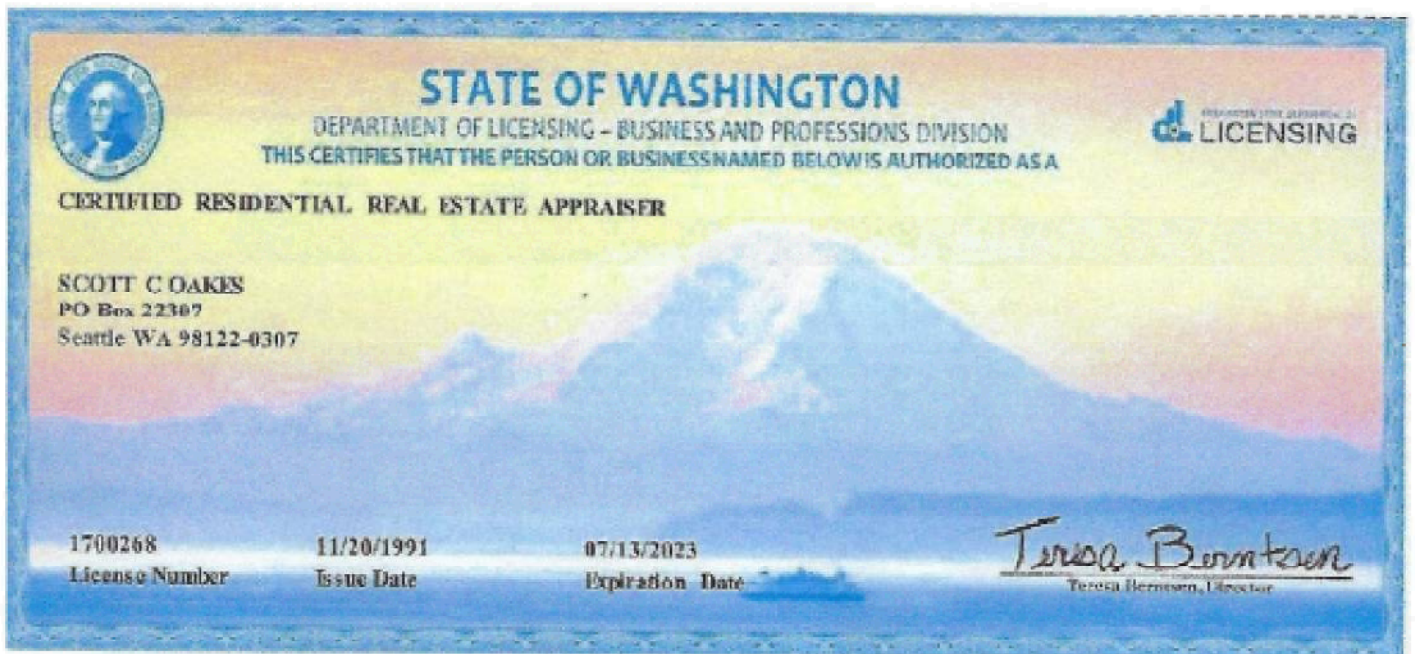 STATE OF WASHINGTON
DEPARTMENT OF LICENSING – BUSINESS AND PROFESSIONS DIVISION
THIS CERTIFIES THAT THE PERSON OR BUSINESS NAMED BELOW IS AUTHORIZED AS A
LICENSING
CERTIFIED RESIDENTIAL REAL ESTATE APPRAISER
SCOTT C OAKES
PO Box 22307
Seattle WA 98122-0307
1700268
License Number
11/20/1991
Issue Date
07/13/2023
Expiration Date
Teresa Berntsen
Teresa Berntsen, Director